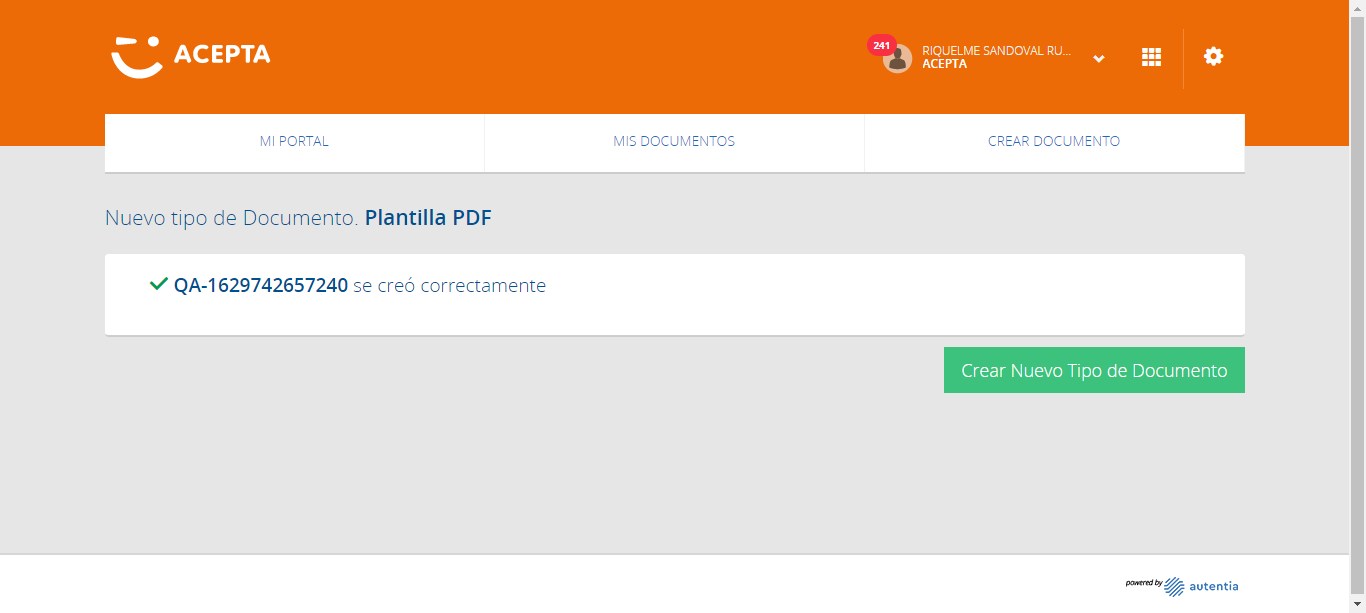 ACEPTA
241
RIQUELME SANDOVAL RU...
ACEPTA
MI PORTAL
MIS DOCUMENTOS
CREAR DOCUMENTO
Nuevo tipo de Documento. Plantilla PDF
QA-1629742657240 se creó correctamente
Crear Nuevo Tipo de Documento
powered by autentia